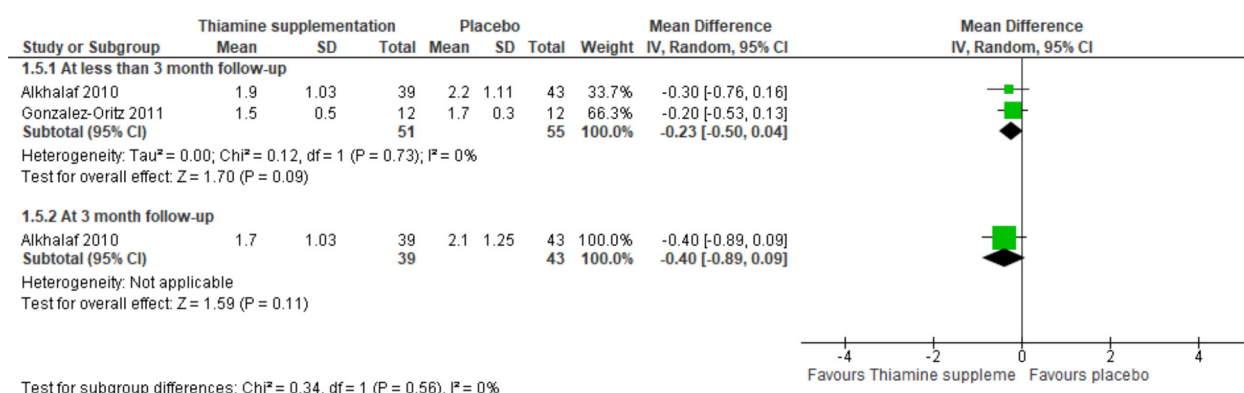 Thiamine supplementation Placebo Mean Difference Mean Difference
Study or Subgroup Mean SD Total Mean SD Total Weight IV, Random, 95% CI IV, Random, 95% CI
1.5.1 At less than 3 month follow-up
Alkhalaf 2010 1.9 1.03 39 2.2 1.11 43 33.7% -0.30 [-0.76, 0.16]
Gonzalez-Oritz 2011 1.5 0.5 12 1.7 0.3 12 66.3% -0.20 [-0.53, 0.13]
Subtotal (95% CI) 51 55 100.0% -0.23 [-0.50, 0.04]
Heterogeneity: Tau² = 0.00; Chi² = 0.12, df = 1 (P = 0.73); I² = 0%
Test for overall effect: Z = 1.70 (P = 0.09)
1.5.2 At 3 month follow-up
Alkhalaf 2010 1.7 1.03 39 2.1 1.25 43 100.0% -0.40 [-0.89, 0.09]
Subtotal (95% CI) 39 43 100.0% -0.40 [-0.89, 0.09]
Heterogeneity: Not applicable
Test for overall effect: Z = 1.59 (P = 0.11)
-4 -2 0 2 4
Favours Thiamine suppleme Favours placebo
Test for subgroup differences: Chi² = 0.34, df = 1 (P = 0.56), I² = 0%